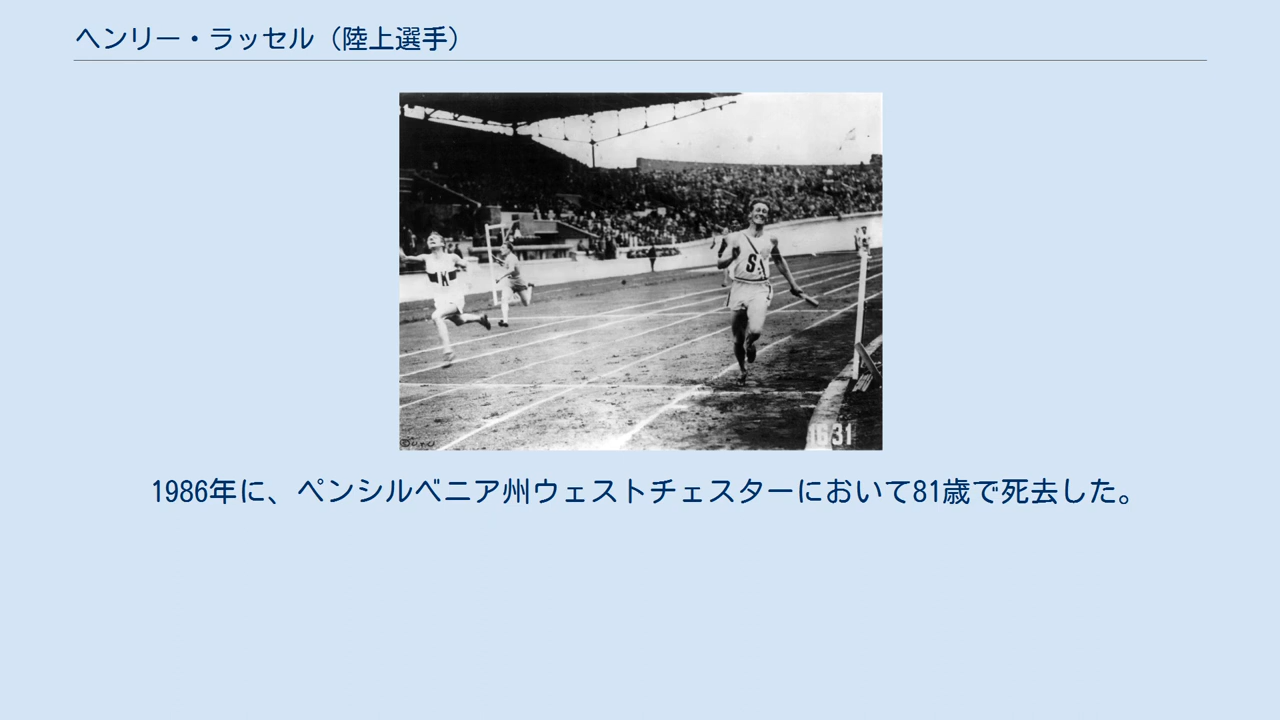 ヘンリー・ラッセル（陸上選手）
K
1631
1986年に、ペンシルベニア州ウェストチェスターにおいて81歳で死去した。